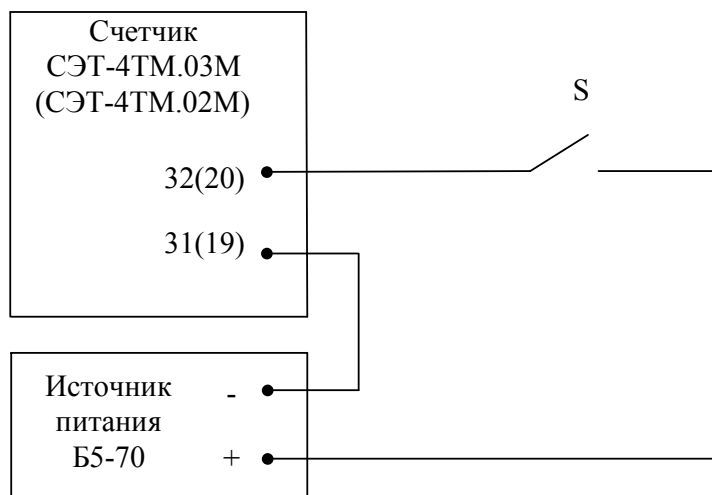 Счетчик
СЭТ-4ТМ.03М
(СЭТ-4ТМ.02М)
S
32(20)
31(19)
Источник
питания
Б5-70
-
+